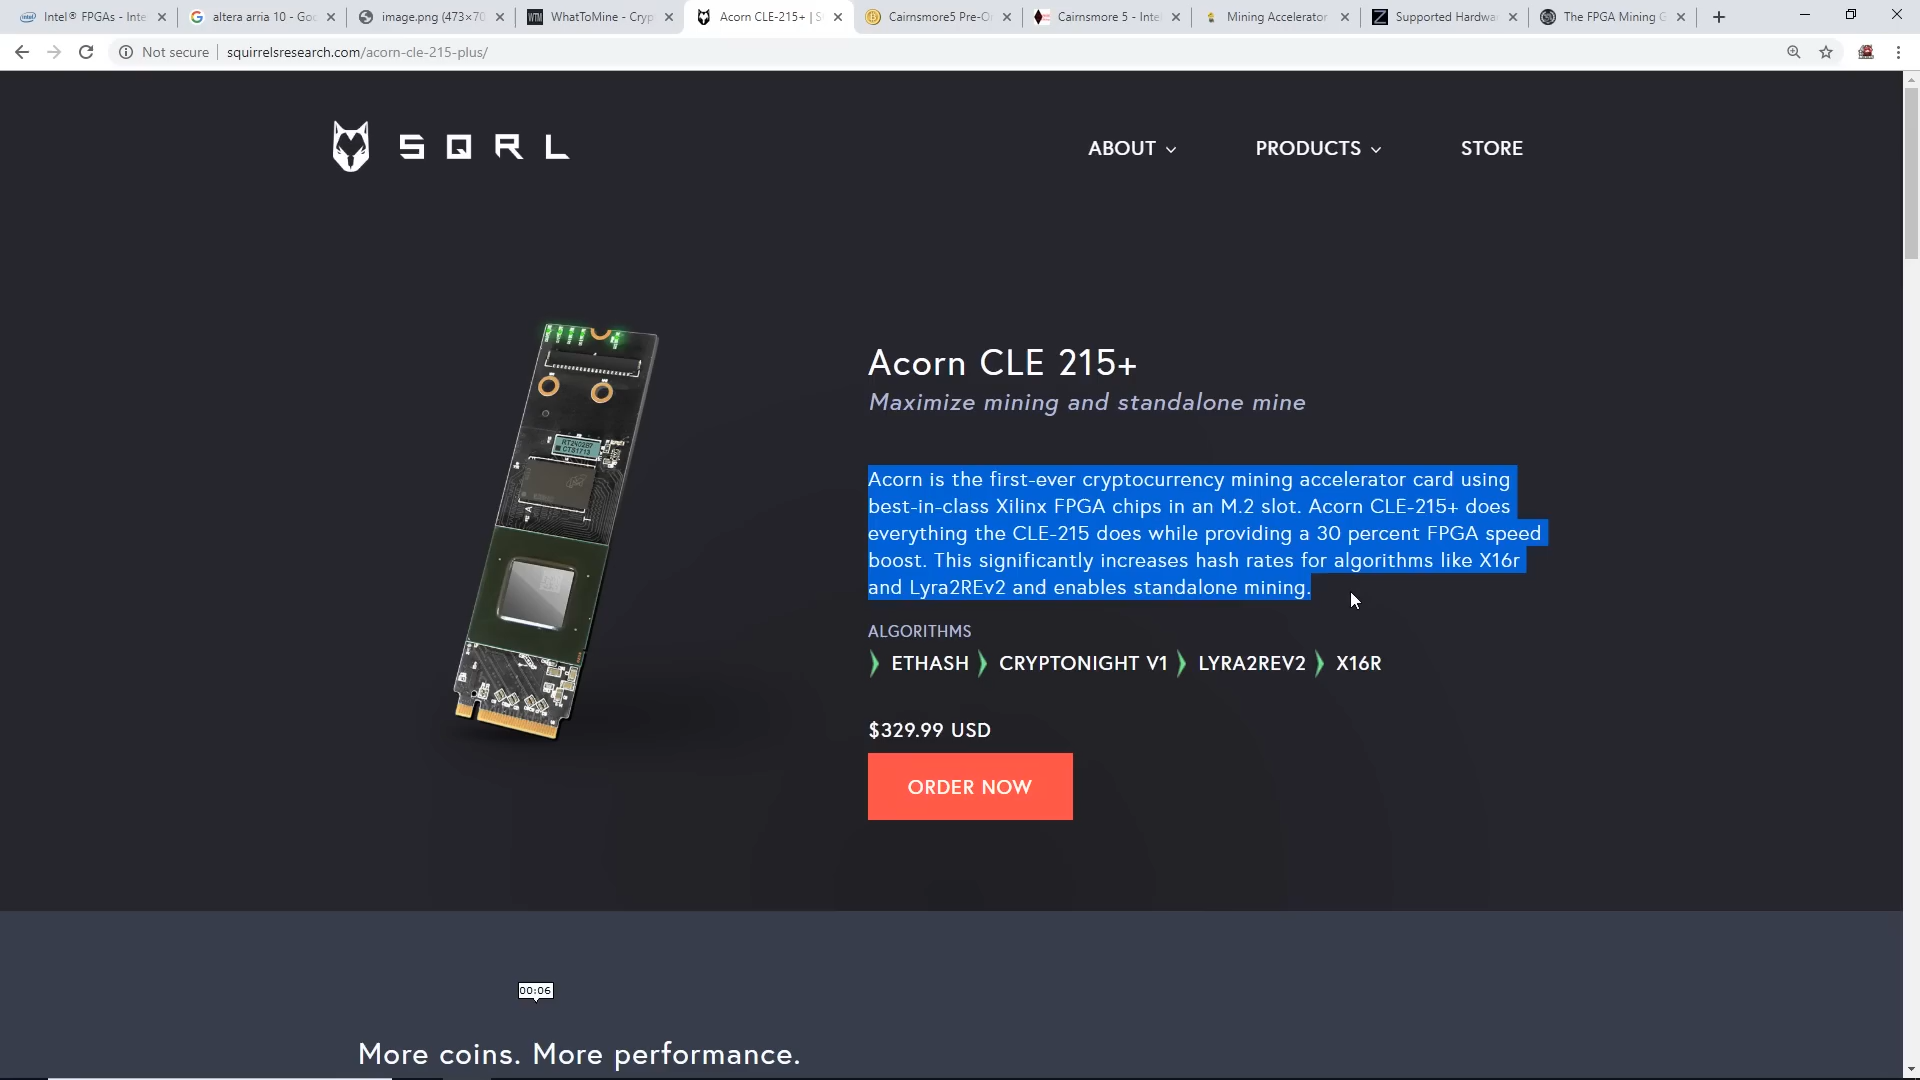 Intel® FPGAs - Inte
altera arria 10 - Goo
image.png (473×70
WhatToMine - Cryp
Acorn CLE-215+ | S
Cairnsmore5 Pre-O
Cairnsmore 5 - Inte
Mining Accelerator
Supported Hardwa
The FPGA Mining G
Not secure
squirrelsresearch.com/acorn-cle-215-plus/
SQRL
ABOUT
PRODUCTS
STORE
Acorn CLE 215+
Maximize mining and standalone mine
Acorn is the first-ever cryptocurrency mining accelerator card using
best-in-class Xilinx FPGA chips in an M.2 slot. Acorn CLE-215+ does
everything the CLE-215 does while providing a 30 percent FPGA speed
boost. This significantly increases hash rates for algorithms like X16r
and Lyra2REv2 and enables standalone mining.
ALGORITHMS
ETHASH
CRYPTONIGHT V1
LYRA2REV2
X16R
$329.99 USD
ORDER NOW
00:06
More coins. More performance.